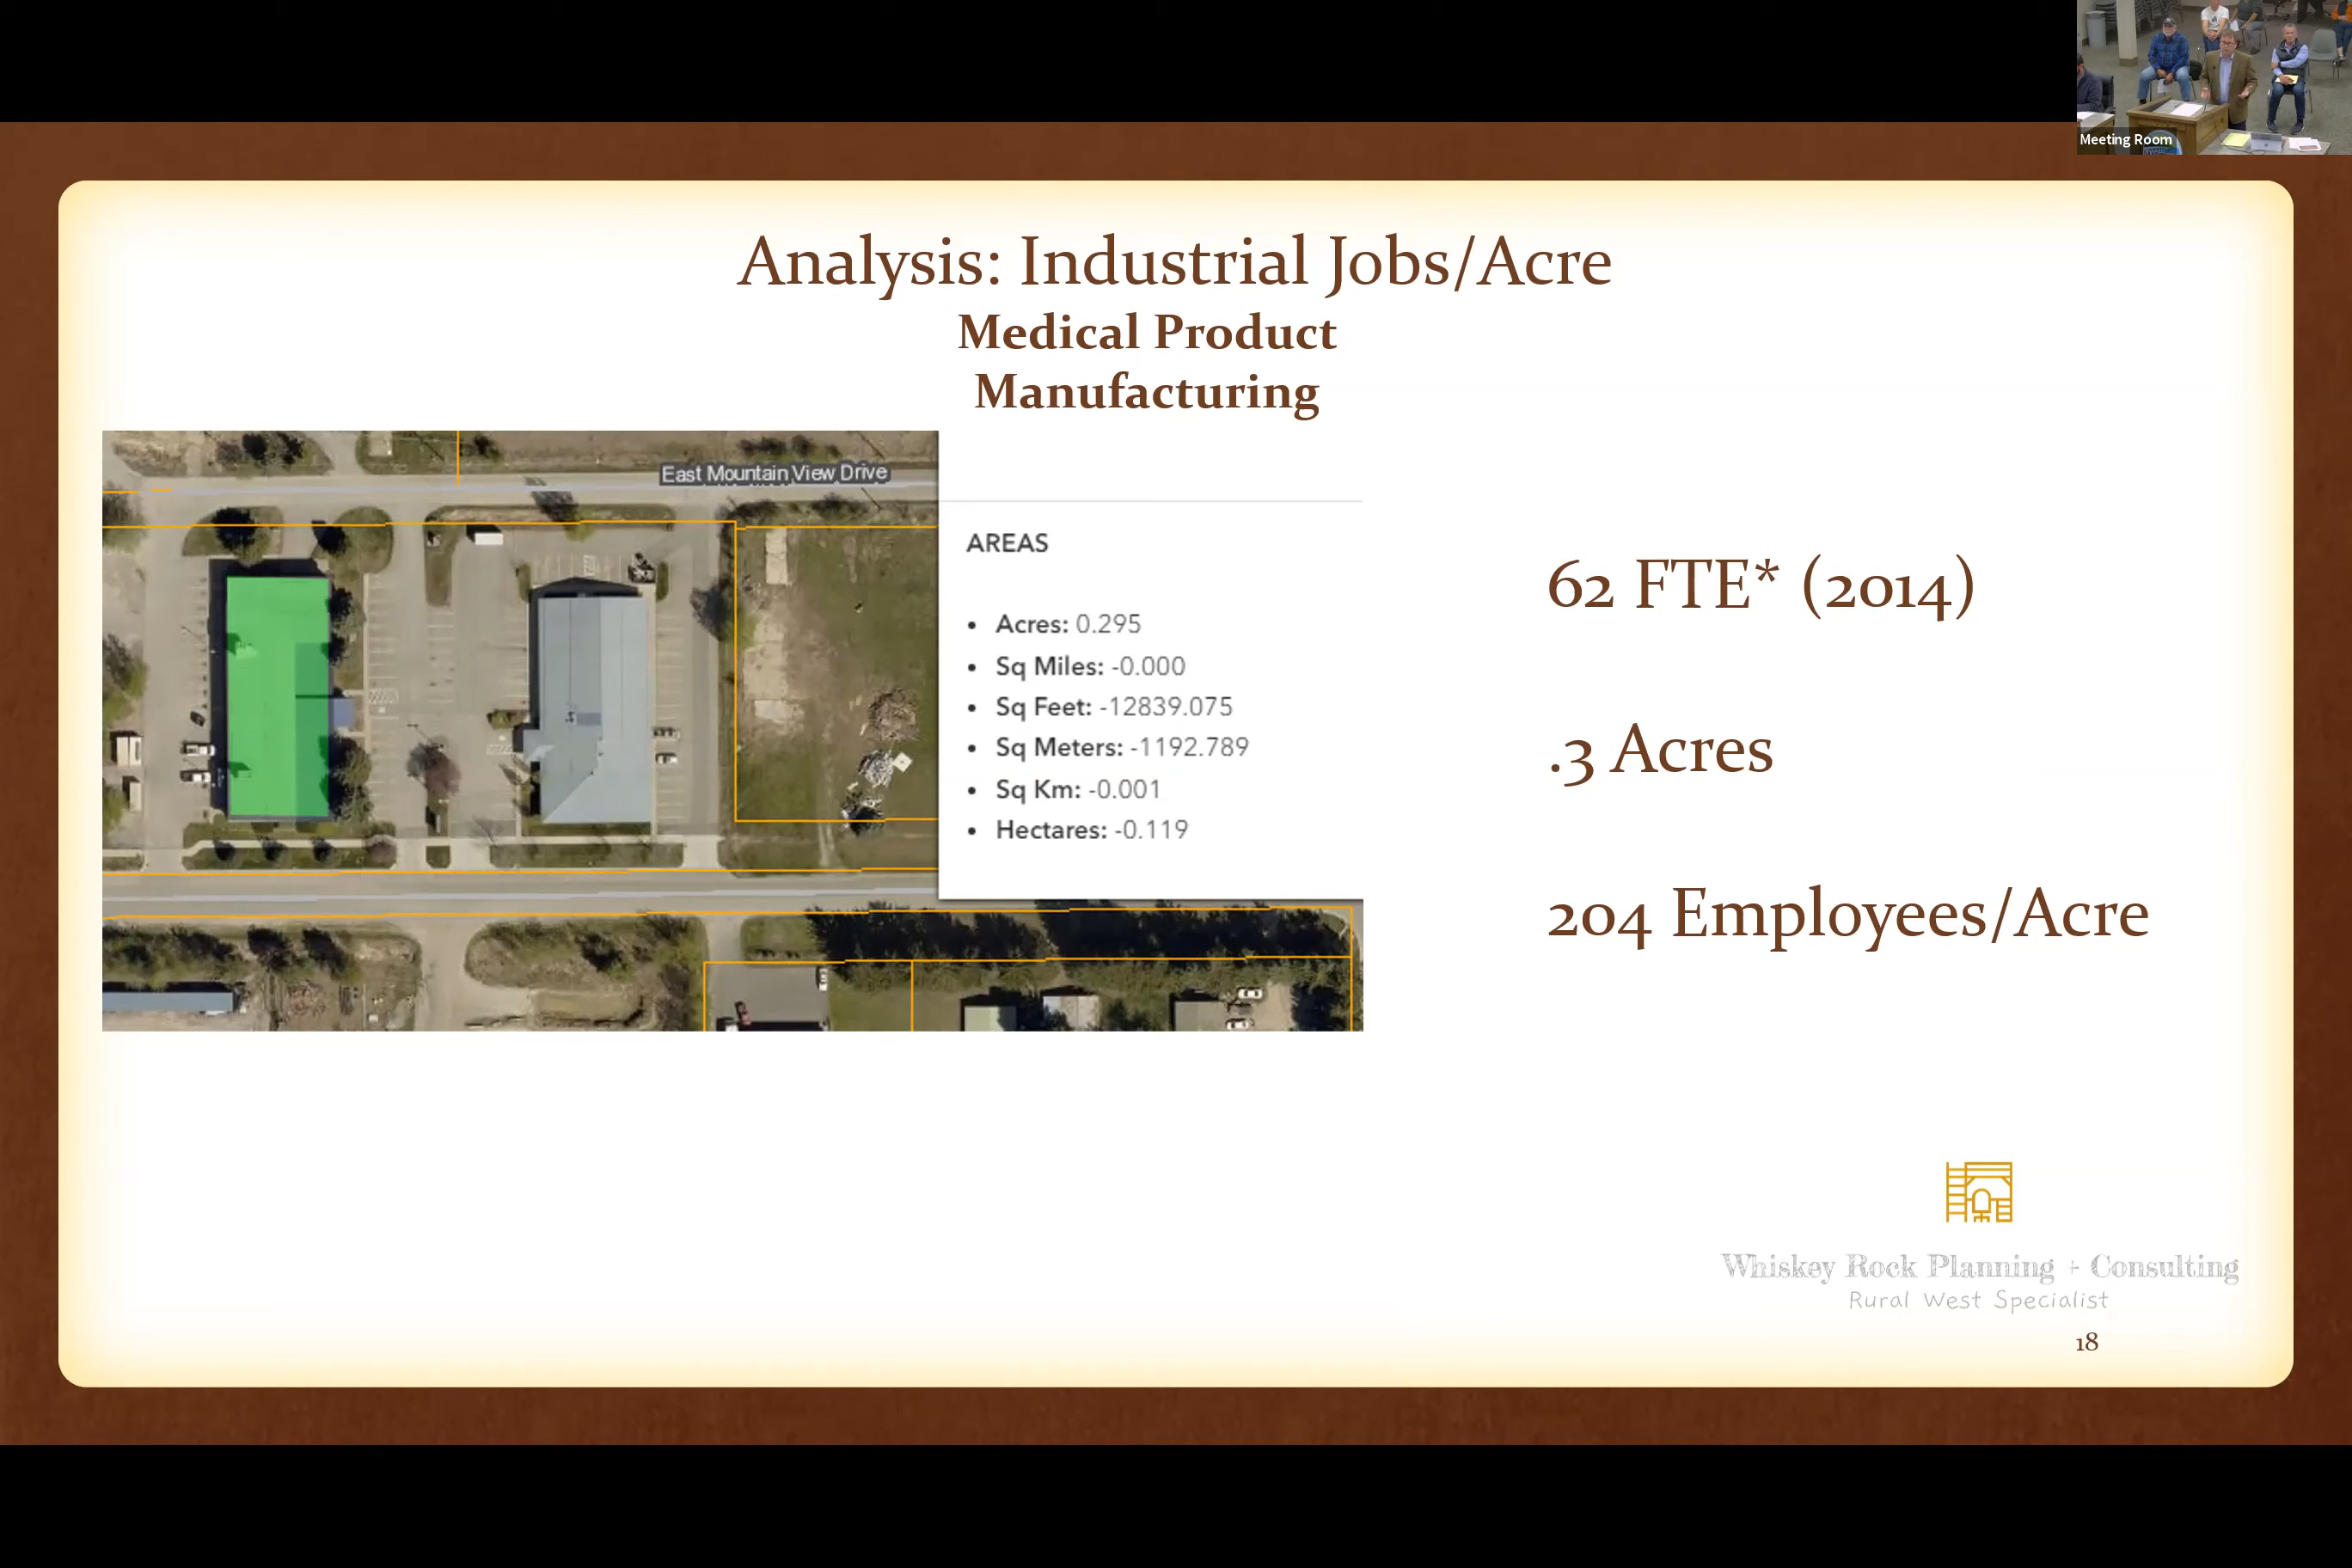 Meeting Room
Analysis: Industrial Jobs/Acre
Medical Product
Manufacturing
East Mountain View Drive
AREAS
• Acres: 0.295
• Sq Miles: -0.000
• Sq Feet: -12839.075
• Sq Meters: -1192.789
• Sq Km: -0.001
• Hectares: -0.119
62 FTE* (2014)
.3 Acres
204 Employees/Acre
Whiskey Rock Planning + Consulting
Rural West Specialist
18